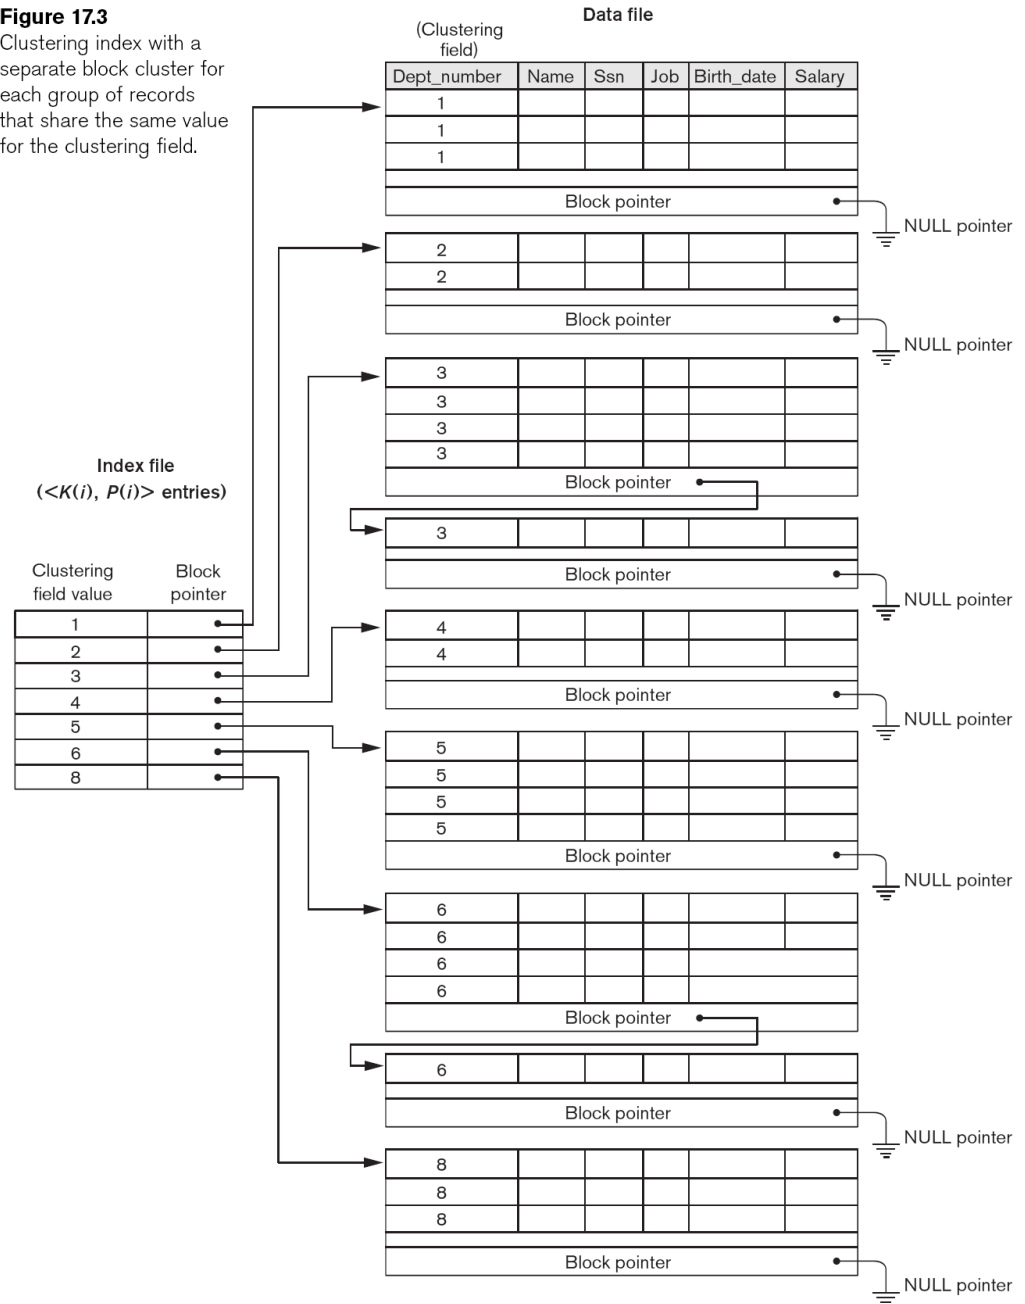 Figure 17.3
Clustering index with a
separate block cluster for
each group of records
that share the same value
for the clustering field.
Data file
(Clustering
field)
Dept_number Name Ssn Job Birth_date Salary
1
1
1
Block pointer
NULL pointer
2
2
Block pointer
NULL pointer
3
3
3
3
Block pointer
3
Block pointer
NULL pointer
4
4
Block pointer
NULL pointer
5
5
5
5
Block pointer
NULL pointer
6
6
6
6
Block pointer
6
Block pointer
NULL pointer
8
8
8
Block pointer
NULL pointer
Index file
(<K(i), P(i)> entries)
Clustering Block
field value pointer
1
2
3
4
5
6
8